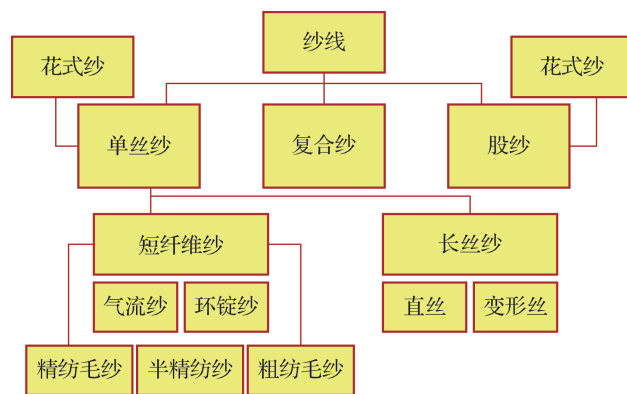 纱线
花式纱
花式纱
单丝纱
复合纱
股纱
短纤维纱
长丝纱
气流纱
环锭纱
直丝
变形丝
精纺毛纱
半精纺纱
粗纺毛纱